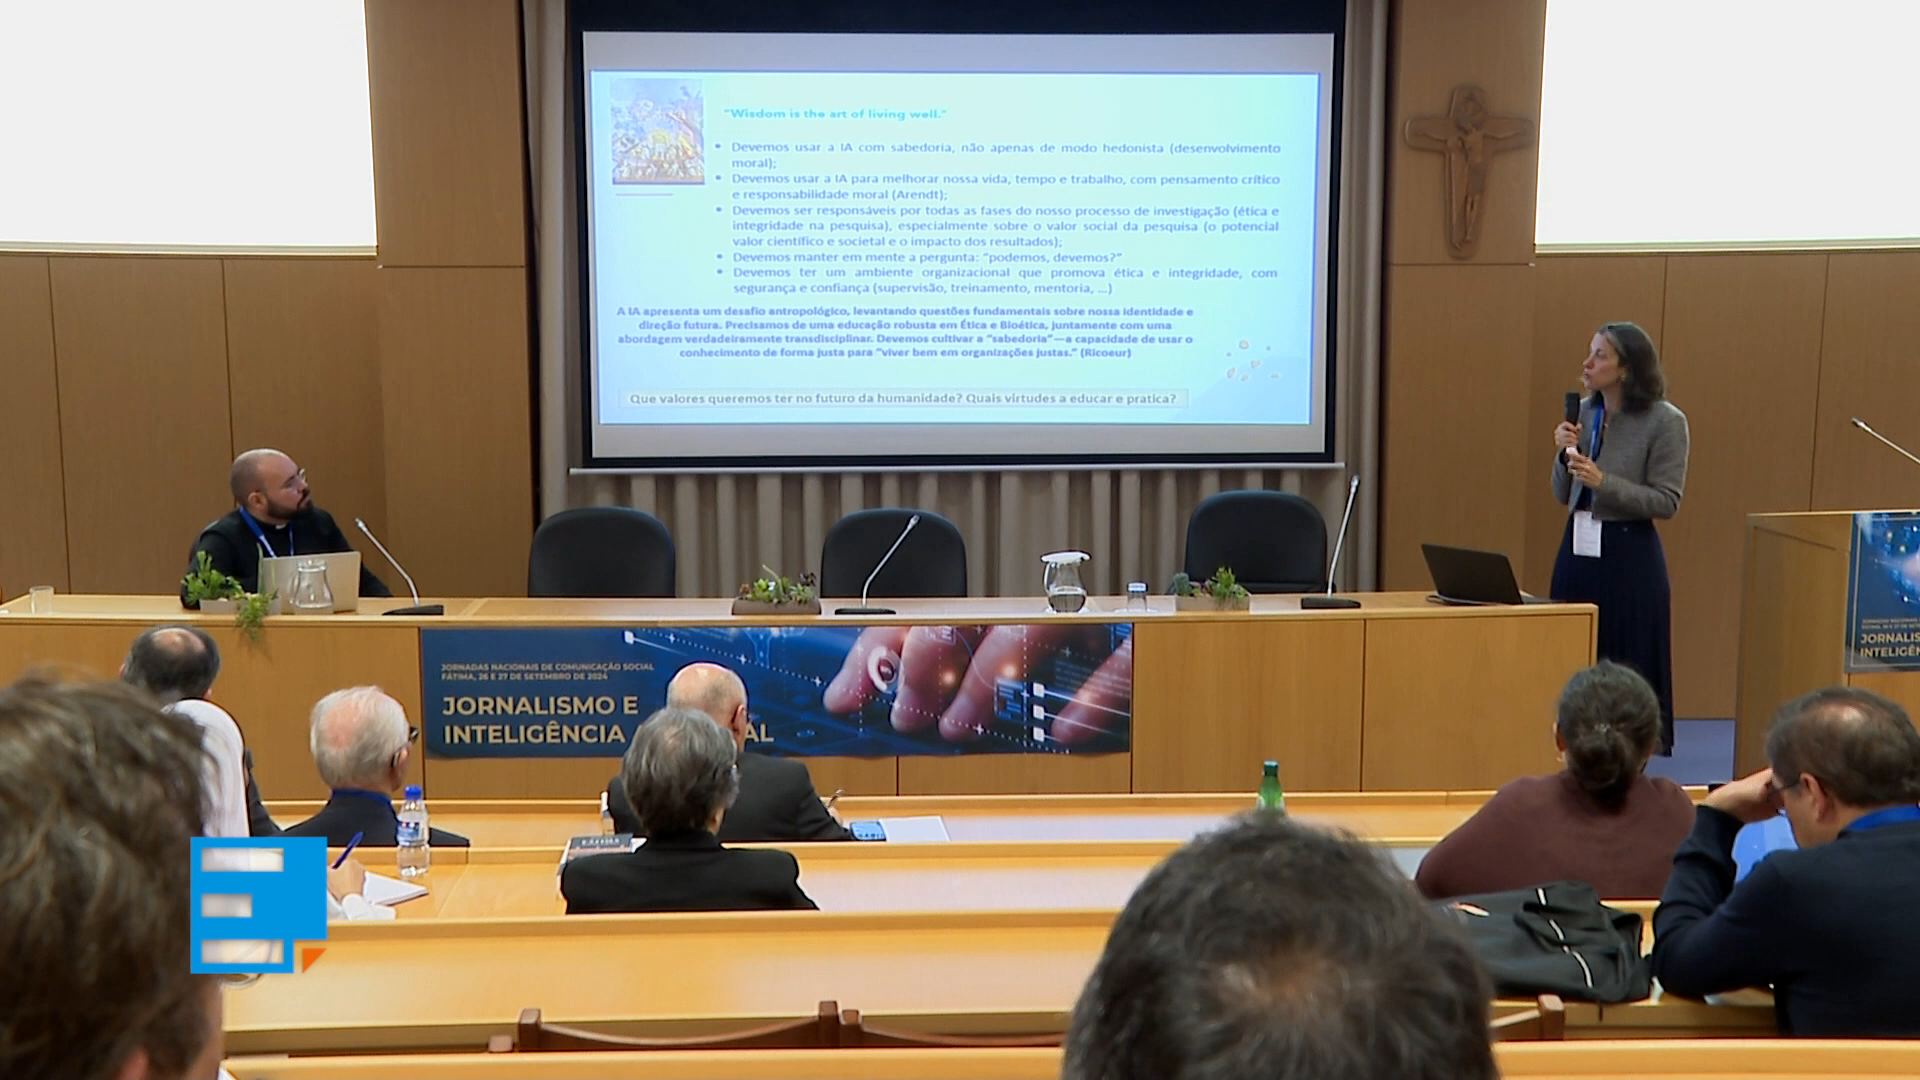 "Wisdom is the art of living well."
• Devemos usar a IA com sabedoria, não apenas de modo hedonista (desenvolvimento
moral);
• Devemos usar a IA para melhorar nossa vida, tempo e trabalho, com pensamento crítico
e responsabilidade moral (Arendt);
• Devemos ser responsáveis por todas as fases do nosso processo de investigação (ética e
integridade na pesquisa), especialmente sobre o valor social da pesquisa (o potencial
valor científico e societal e o impacto dos resultados);
• Devemos manter em mente a pergunta: "podemos, devemos?"
• Devemos ter um ambiente organizacional que promova ética e integridade, com
segurança e confiança (supervisão, treinamento, mentoria, ...)
A IA apresenta um desafio antropológico, levantando questões fundamentais sobre nossa identidade e
direção futura. Precisamos de uma educação robusta em Ética e Bioética, juntamente com uma
abordagem verdadeiramente transdisciplinar. Devemos cultivar a "sabedoria"—a capacidade de usar o
conhecimento de forma justa para "viver bem em organizações justas." (Ricoeur)
Que valores queremos ter no futuro da humanidade? Quais virtudes a educar e pratica?
JORNADAS NACIONAIS DE COMUNICAÇÃO SOCIAL
FÁTIMA, 26 E 27 DE SETEMBRO DE 2024
JORNALISMO E
INTELIGÊNCIA AL
JORNALIS
INTELIGÊN